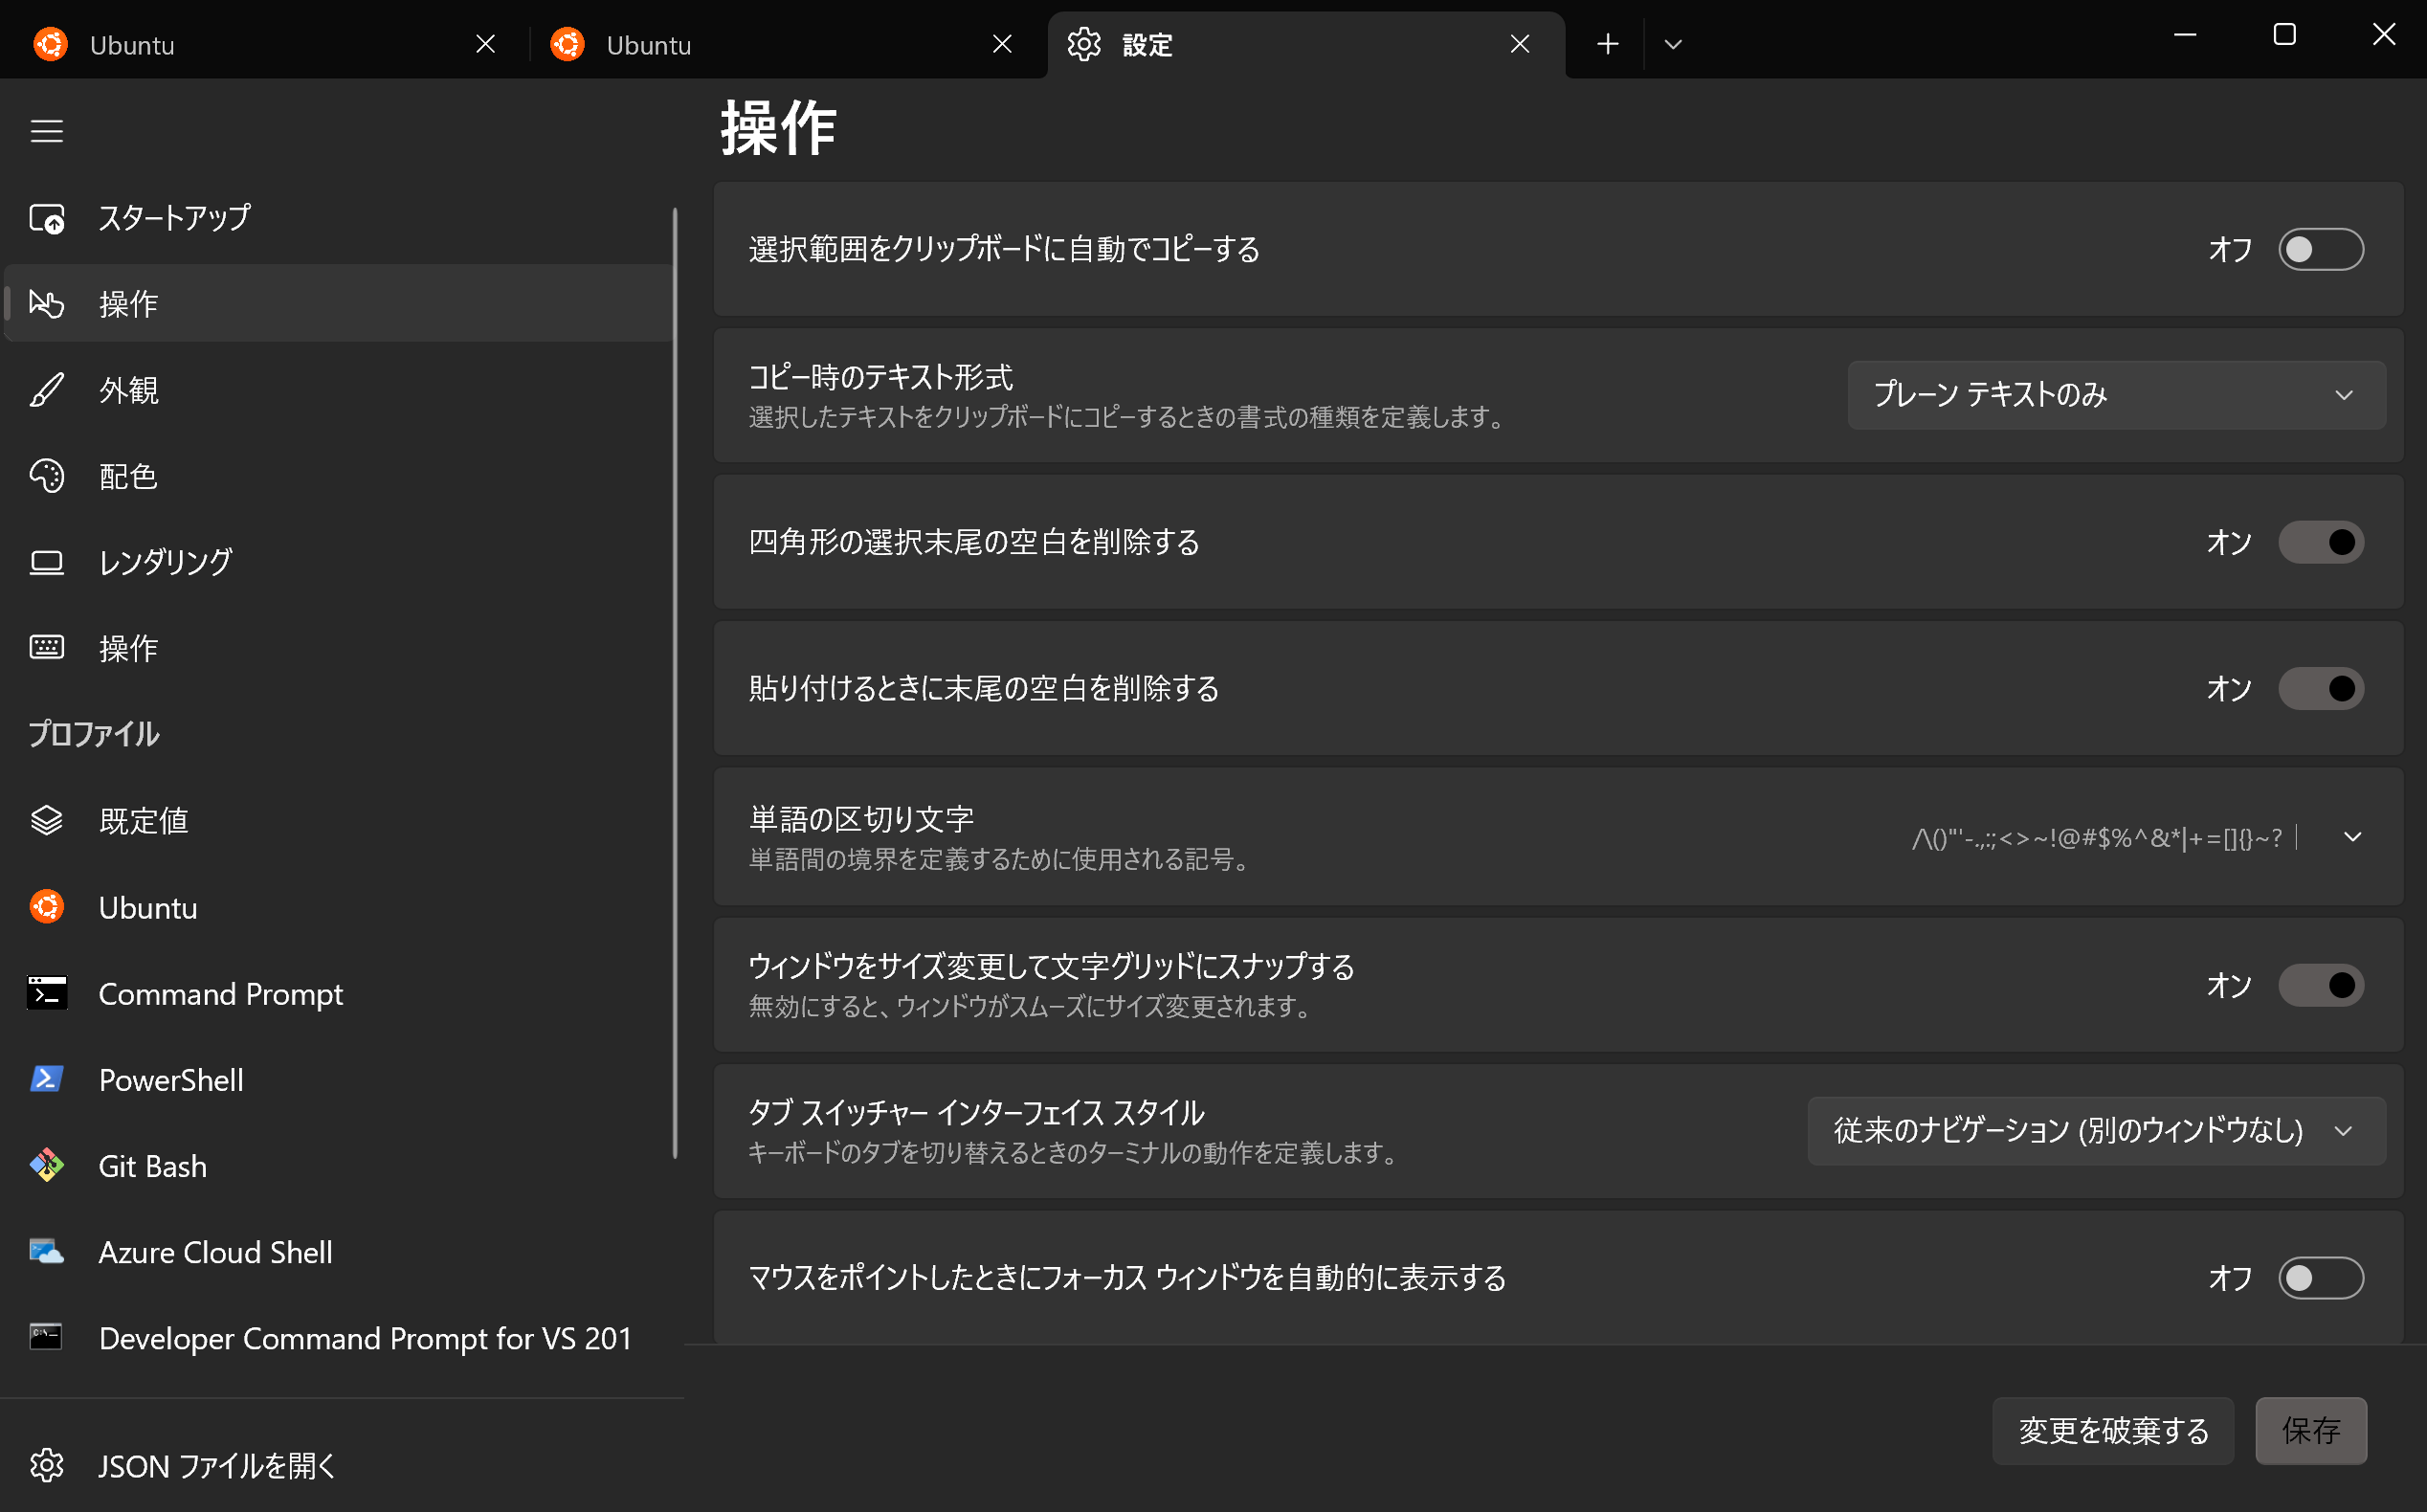 Ubuntu
Ubuntu
設定
スタートアップ
操作
外観
配色
レンダリング
操作
プロファイル
既定値
Ubuntu
Command Prompt
PowerShell
Git Bash
Azure Cloud Shell
Developer Command Prompt for VS 201
JSON ファイルを開く
操作
選択範囲をクリップボードに自動でコピーする
オフ
コピー時のテキスト形式
選択したテキストをクリップボードにコピーするときの書式の種類を定義します。
プレーン テキストのみ
四角形の選択末尾の空白を削除する
オン
貼り付けるときに末尾の空白を削除する
オン
単語の区切り文字
単語間の境界を定義するために使用される記号。
/\()"'-.,:;<>~!@#$%^&*|+=[]{}~?│
ウィンドウをサイズ変更して文字グリッドにスナップする
無効にすると、ウィンドウがスムーズにサイズ変更されます。
オン
タブ スイッチャー インターフェイス スタイル
キーボードのタブを切り替えるときのターミナルの動作を定義します。
従来のナビゲーション (別のウィンドウなし)
マウスをポイントしたときにフォーカス ウィンドウを自動的に表示する
オフ
変更を破棄する
保存